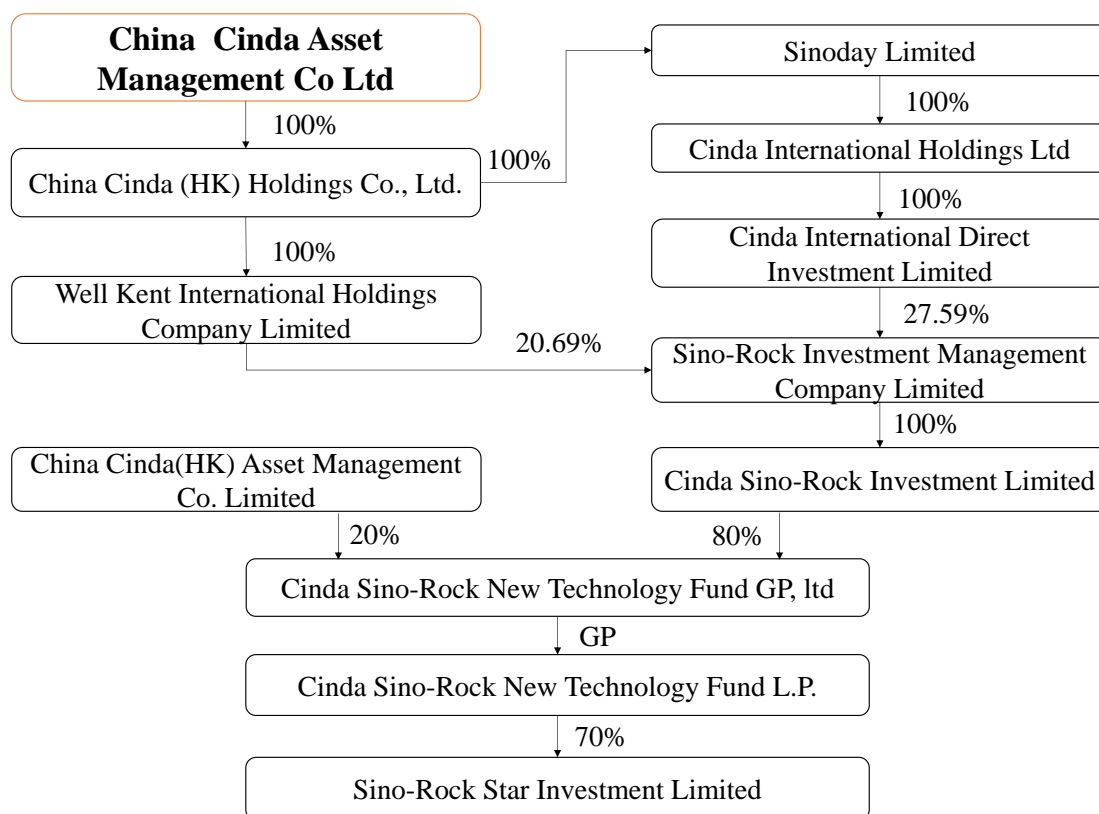 China  Cinda Asset
Management Co Ltd
Sinoday Limited
100%
100%
China Cinda (HK) Holdings Co., Ltd.
100%
Cinda International Holdings Ltd
100%
100%
Well Kent International Holdings
Company Limited
Cinda International Direct
Investment Limited
20.69%
27.59%
Sino-Rock Investment Management
Company Limited
100%
China Cinda(HK) Asset Management
Co. Limited
Cinda Sino-Rock Investment Limited
20%
80%
Cinda Sino-Rock New Technology Fund GP, ltd
GP
Cinda Sino-Rock New Technology Fund L.P.
70%
Sino-Rock Star Investment Limited